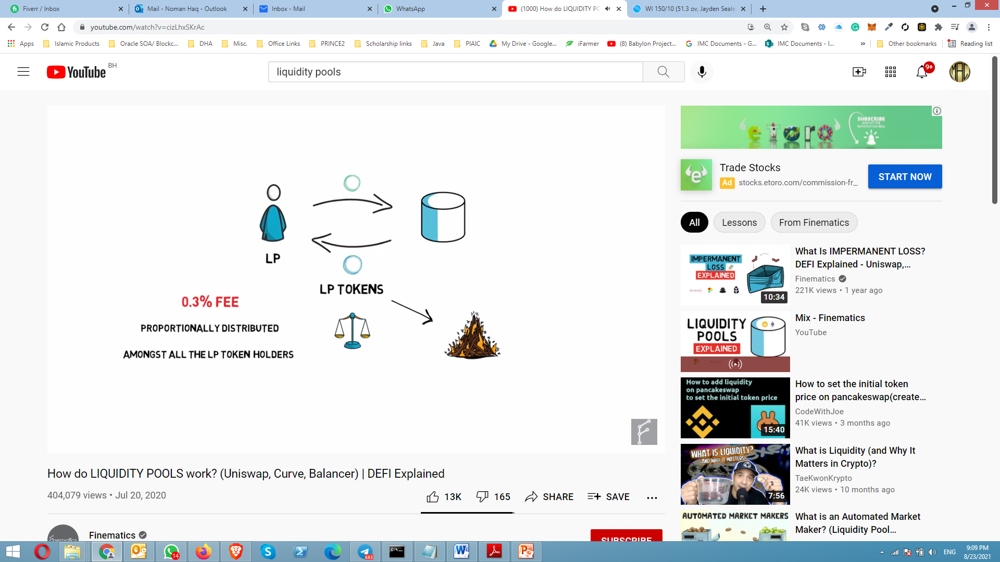 Fiverr / Inbox
Mail - Noman Haq - Outlook
Inbox - Mail
WhatsApp
(1000) How do LIQUIDITY PO
WI 150/10 (51.3 ov, Jayden Seale
youtube.com/watch?v=cizLhxSKrAc
Apps
Islamic Products
Oracle SOA/ Blockc...
DHA
Misc.
Office Links
PRINCE2
Scholarship links
Java
PIAIC
My Drive - Google...
iFarmer
(8) Babylon Project...
IMC Documents - G...
IMC Documents - I...
»
Other bookmarks
Reading list
YouTube
BH
liquidity pools
9+
MAC
LP
LP TOKENS
0.3% FEE
PROPORTIONALLY DISTRIBUTED
AMONGST ALL THE LP TOKEN HOLDERS
How do LIQUIDITY POOLS work? (Uniswap, Curve, Balancer) | DEFI Explained
404,079 views • Jul 20, 2020
13K
165
SHARE
SAVE
Finematics
SUBSCRIBE
etoro
SUBSCRIBE
AND HIT THE
NOTIFICATION BELL
Trade Stocks
Ad stocks.etoro.com/commission-fr...
START NOW
All
Lessons
From Finematics
IMPERMANENT
LOSS
EXPLAINED
10:34
What Is IMPERMANENT LOSS?
DEFI Explained - Uniswap,...
Finematics
221K views • 1 year ago
LIQUIDITY
POOLS
EXPLAINED
Mix - Finematics
YouTube
How to add liquidity
on pancakeswap
to set the initial token price
15:40
How to set the initial token
price on pancakeswap(create...
CodeWithJoe
41K views • 3 months ago
WHAT IS LIQUIDITY?
(AND WHY IT MATTERS)
7:56
What is Liquidity (and Why It
Matters in Crypto)?
TaeKwonKrypto
24K views • 10 months ago
AUTOMATED MARKET MAKERS
What is an Automated Market
Maker? (Liquidity Pool...
14
683
ENG
9:09 PM
8/23/2021